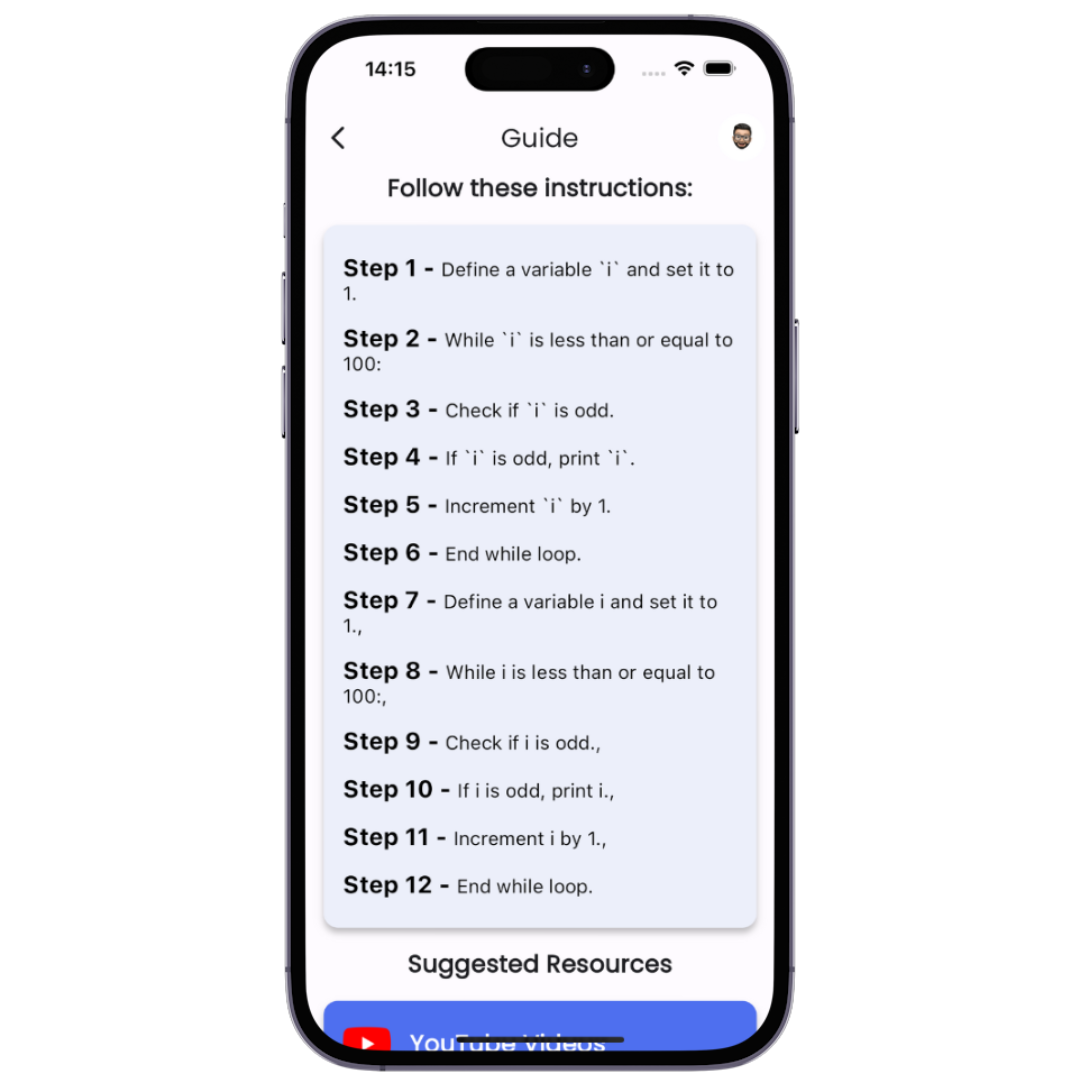 14:15
Guide
Follow these instructions:
Step 1 - Define a variable `i` and set it to
1.
Step 2 - While `i` is less than or equal to
100:
Step 3 - Check if `i` is odd.
Step 4 - If `i` is odd, print `i`.
Step 5 - Increment `i` by 1.
Step 6 - End while loop.
Step 7 - Define a variable i and set it to
1.,
Step 8 - While i is less than or equal to
100:,
Step 9 - Check if i is odd.,
Step 10 - If i is odd, print i.,
Step 11 - Increment i by 1.,
Step 12 - End while loop.
Suggested Resources
YouTube Videos